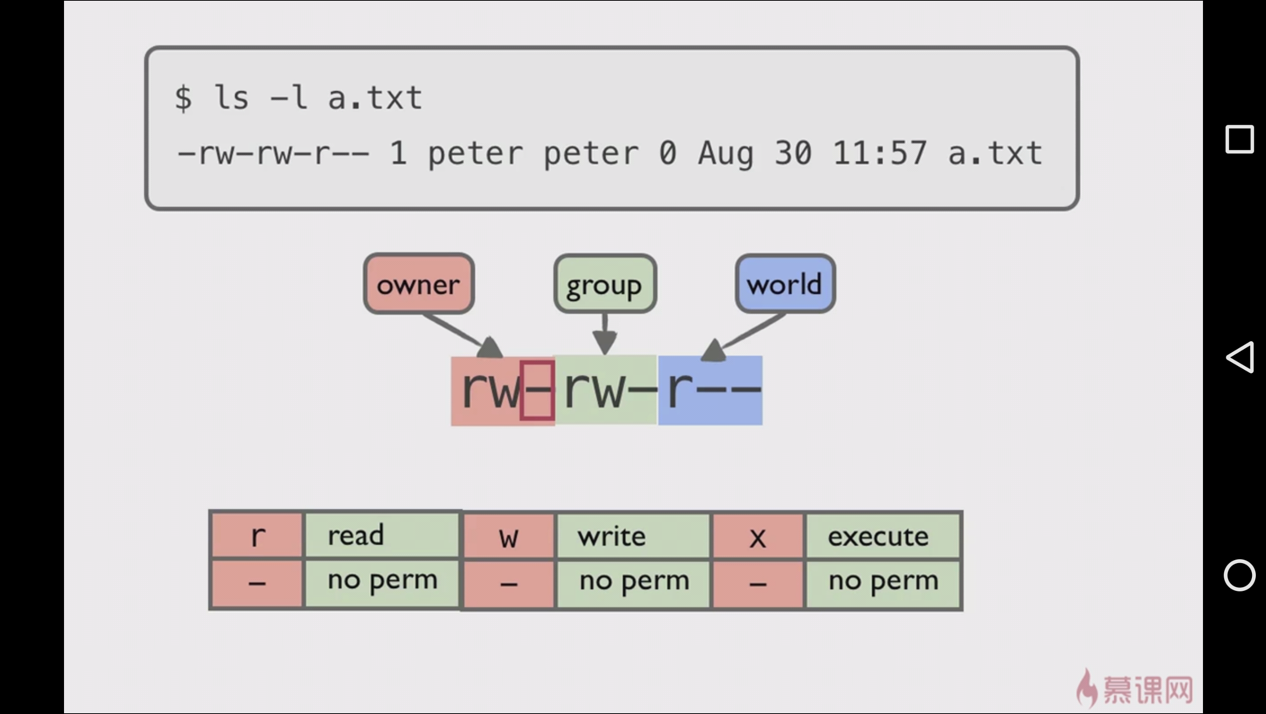 $ ls -l a.txt
-rw-rw-r-- 1 peter peter 0 Aug 30 11:57 a.txt
owner group world
rw-rw-r--
r read w write x execute
- no perm - no perm - no perm
慕课网